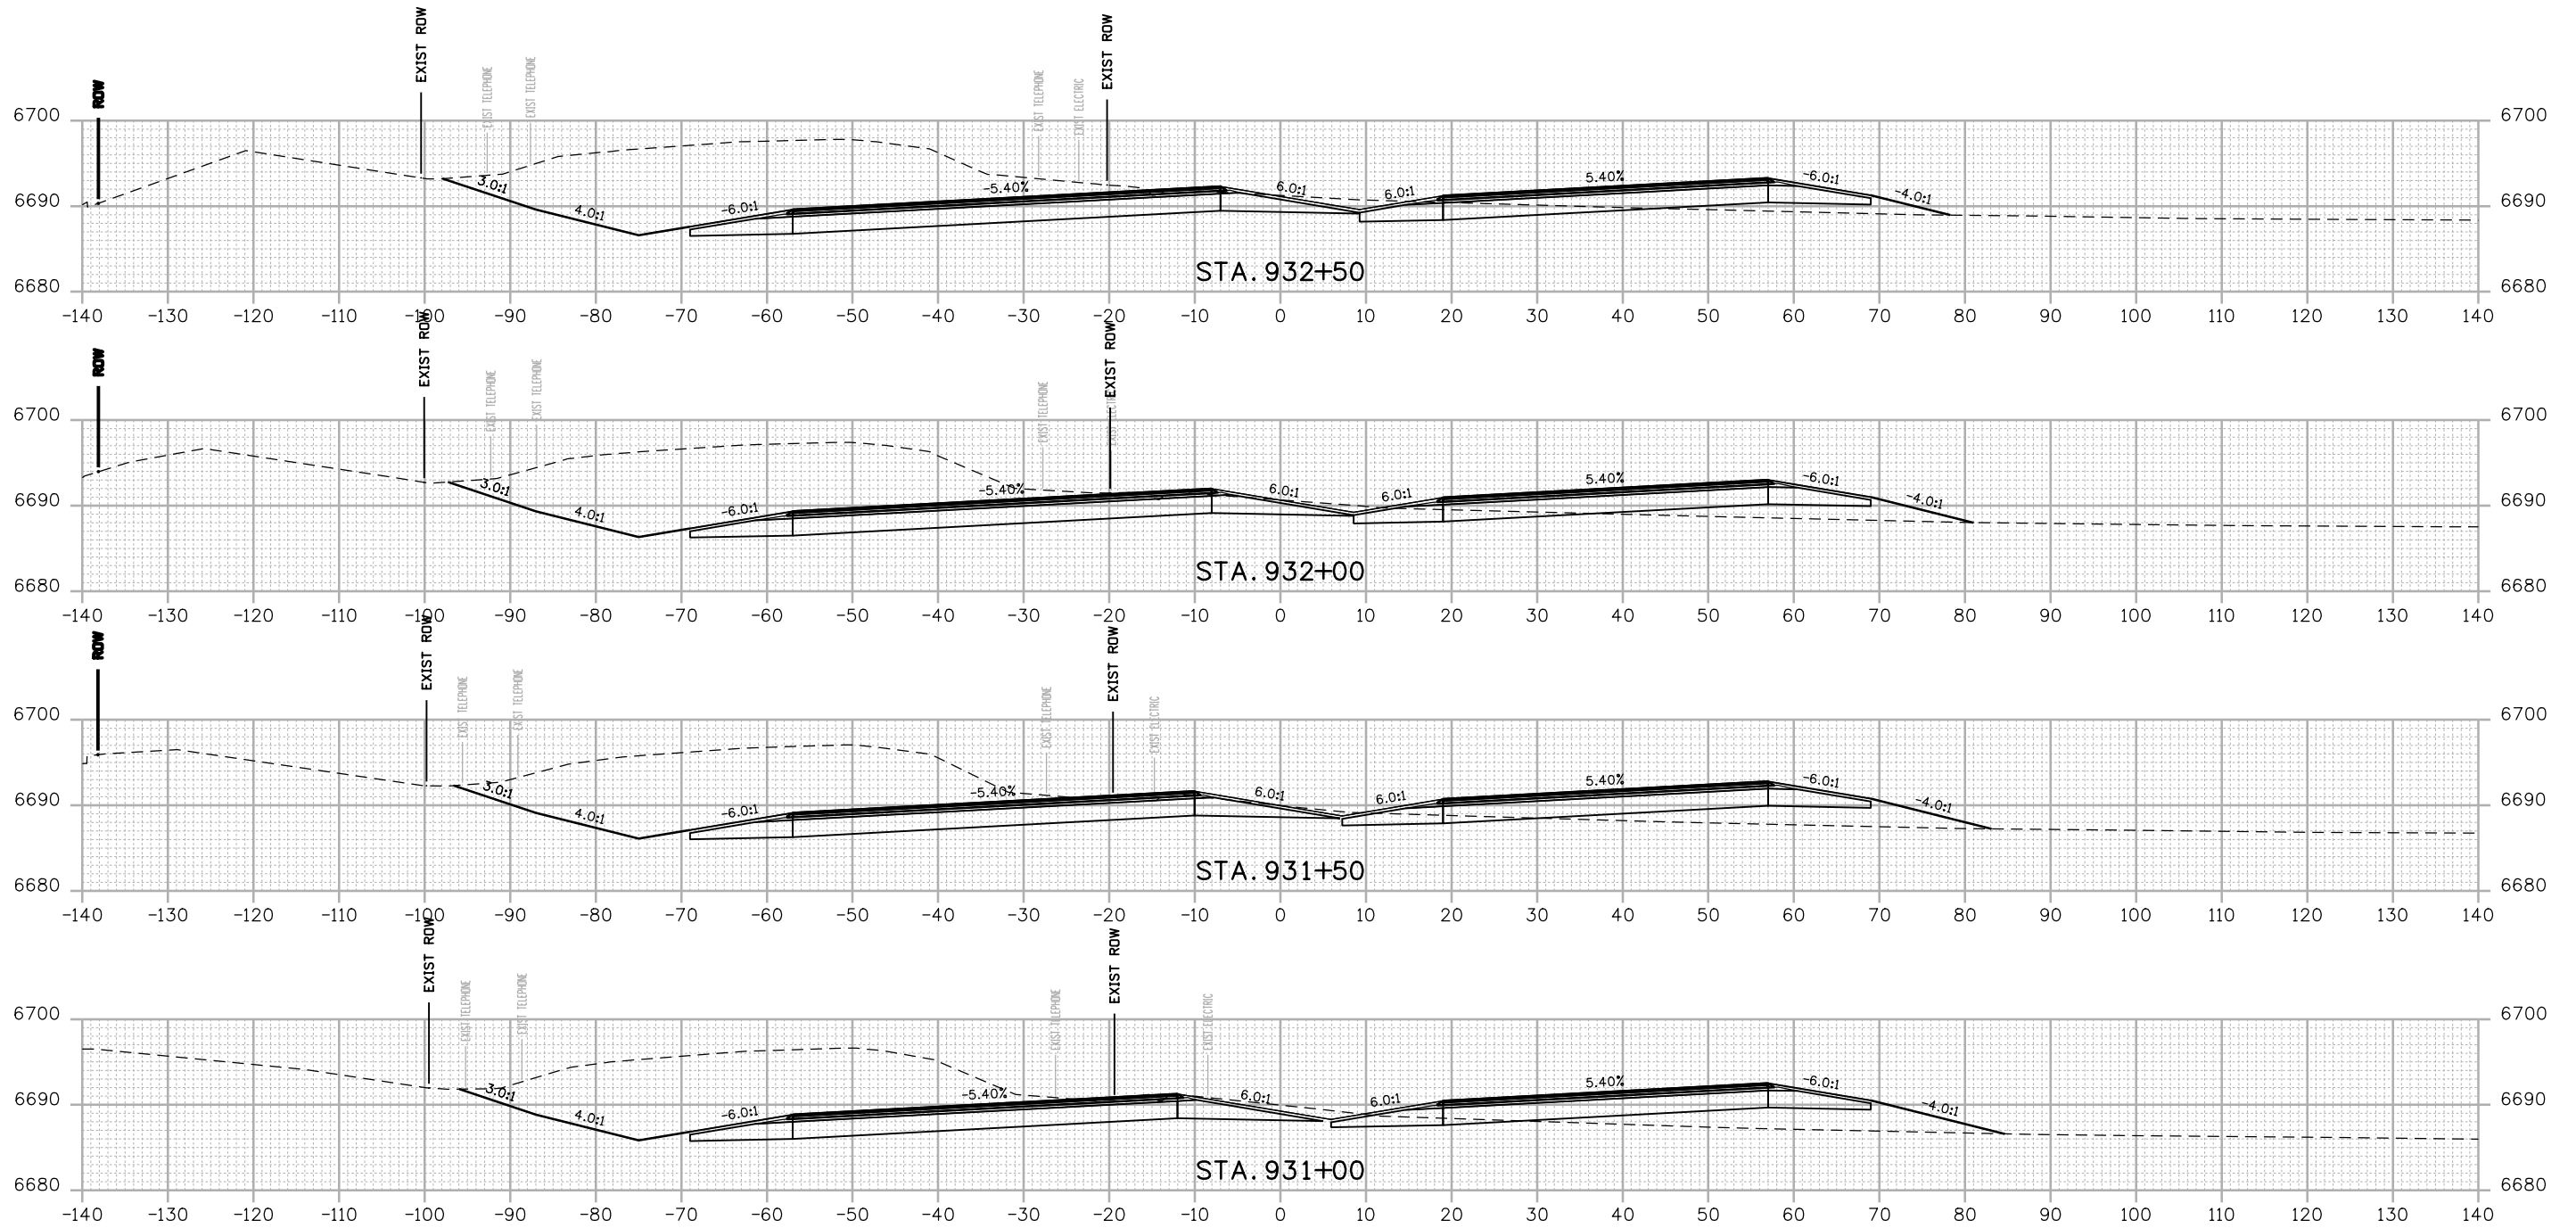 EXIST ROW
EXIST ROW
ROW
EXIST TELEPHONE
EXIST TELEPHONE
EXIST TELEPHONE
EXIST ELECTRIC
6700 6700
3.0:1 -5.40% 6.0:1 6.0:1 5.40% -6.0:1
6690 4.0:1 -6.0:1 -4.0:1 6690
STA. 932+50
6680 6680
-140 -130 -120 -110 -100 -90 -80 -70 -60 -50 -40 -30 -20 -10 0 10 20 30 40 50 60 70 80 90 100 110 120 130 140
ROW
EXIST ROW
EXIST ROW
EXIST TELEPHONE
EXIST TELEPHONE
EXIST TELEPHONE
EXIST ELECTRIC
6700 6700
3.0:1 -5.40% 6.0:1 6.0:1 5.40% -6.0:1
6690 4.0:1 -6.0:1 -4.0:1 6690
STA. 932+00
6680 6680
-140 -130 -120 -110 -100 -90 -80 -70 -60 -50 -40 -30 -20 -10 0 10 20 30 40 50 60 70 80 90 100 110 120 130 140
ROW
EXIST ROW
EXIST ROW
EXIST TELEPHONE
EXIST TELEPHONE
EXIST TELEPHONE
EXIST ELECTRIC
6700 6700
3.0:1 -5.40% 6.0:1 6.0:1 5.40% -6.0:1
6690 4.0:1 -6.0:1 -4.0:1 6690
STA. 931+50
6680 6680
-140 -130 -120 -110 -100 -90 -80 -70 -60 -50 -40 -30 -20 -10 0 10 20 30 40 50 60 70 80 90 100 110 120 130 140
EXIST ROW
EXIST ROW
EXIST TELEPHONE
EXIST TELEPHONE
EXIST TELEPHONE
EXIST ELECTRIC
6700 6700
3.0:1 -5.40% 6.0:1 6.0:1 5.40% -6.0:1
6690 4.0:1 -6.0:1 -4.0:1 6690
STA. 931+00
6680 6680
-140 -130 -120 -110 -100 -90 -80 -70 -60 -50 -40 -30 -20 -10 0 10 20 30 40 50 60 70 80 90 100 110 120 130 140